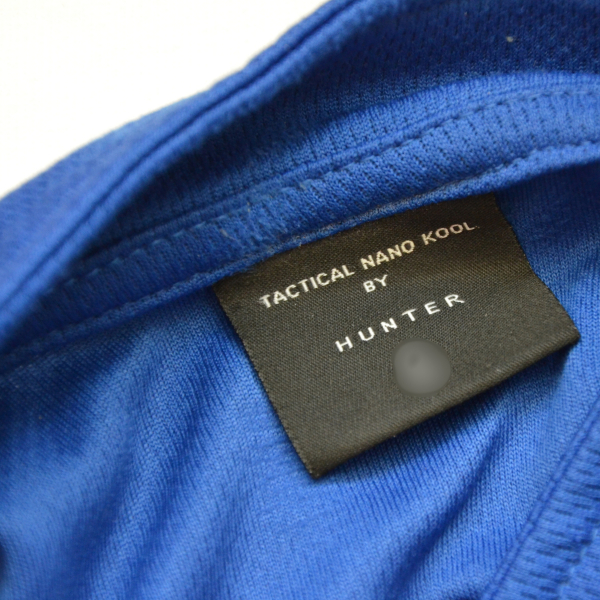 TACTICAL NANO KOOL
BY
HUNTER